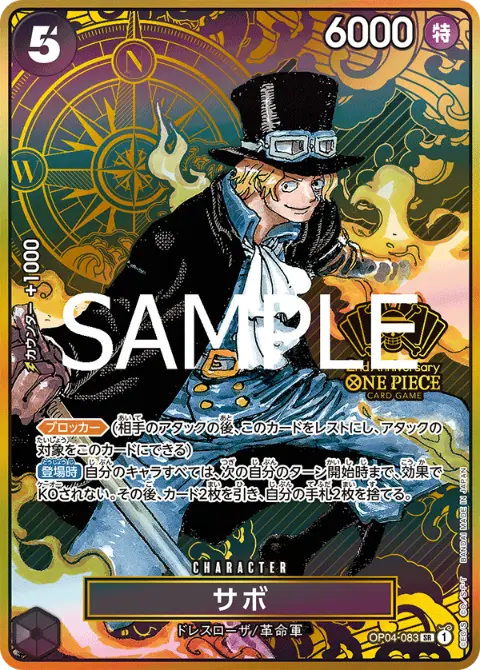 5
6000
特
N
W
カウンター +1000
SAMPLE
2nd Anniversary
ONE PIECE
CARD GAME
ブロッカー (相手のアタックの後、このカードをレストにし、アタックの
対象をこのカードにできる)
登場時 自分のキャラすべては、次の自分のターン開始時まで、効果で
KOされない。その後、カード2枚を引き、自分の手札2枚を捨てる。
BANDAI MADE IN JAPAN
CHARACTER
サボ
ドレスローザ/革命軍
OP04-083 SR 1